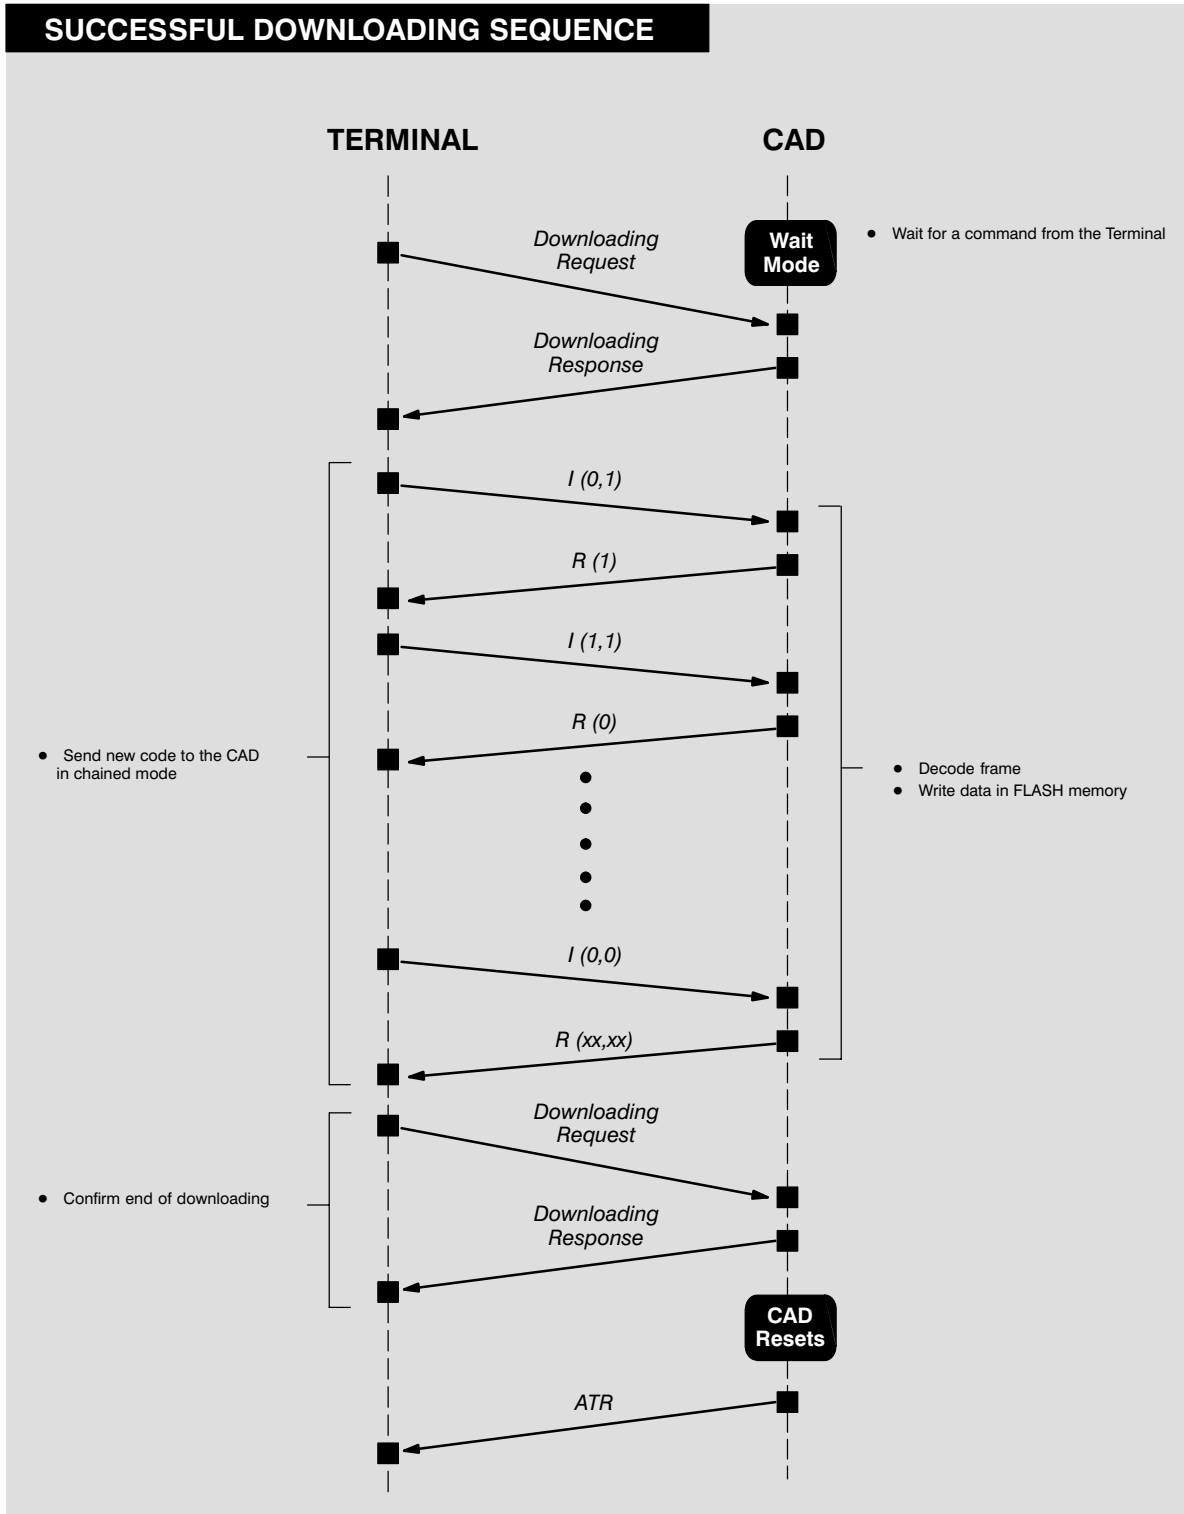 SUCCESSFUL DOWNLOADING SEQUENCE
TERMINAL
CAD
Downloading
Request
Wait
Mode
• Wait for a command from the Terminal
Downloading
Response
I (0,1)
R (1)
I (1,1)
R (0)
• Send new code to the CAD
in chained mode
• Decode frame
• Write data in FLASH memory
I (0,0)
R (xx,xx)
Downloading
Request
• Confirm end of downloading
Downloading
Response
CAD
Resets
ATR